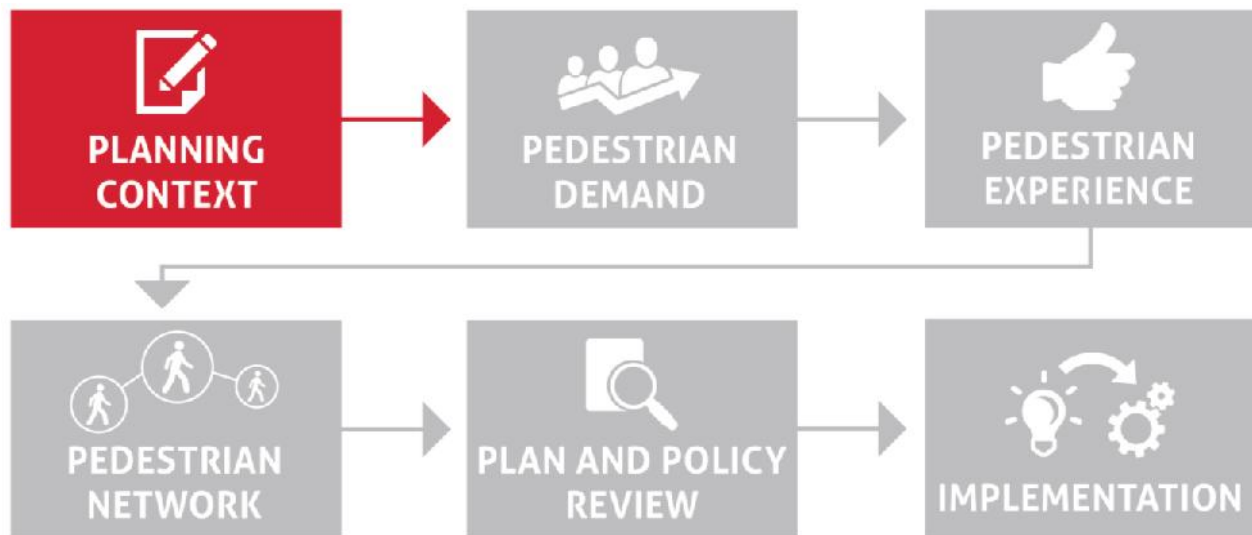 PLANNING
CONTEXT
PEDESTRIAN
DEMAND
PEDESTRIAN
EXPERIENCE
PEDESTRIAN
NETWORK
PLAN AND POLICY
REVIEW
IMPLEMENTATION